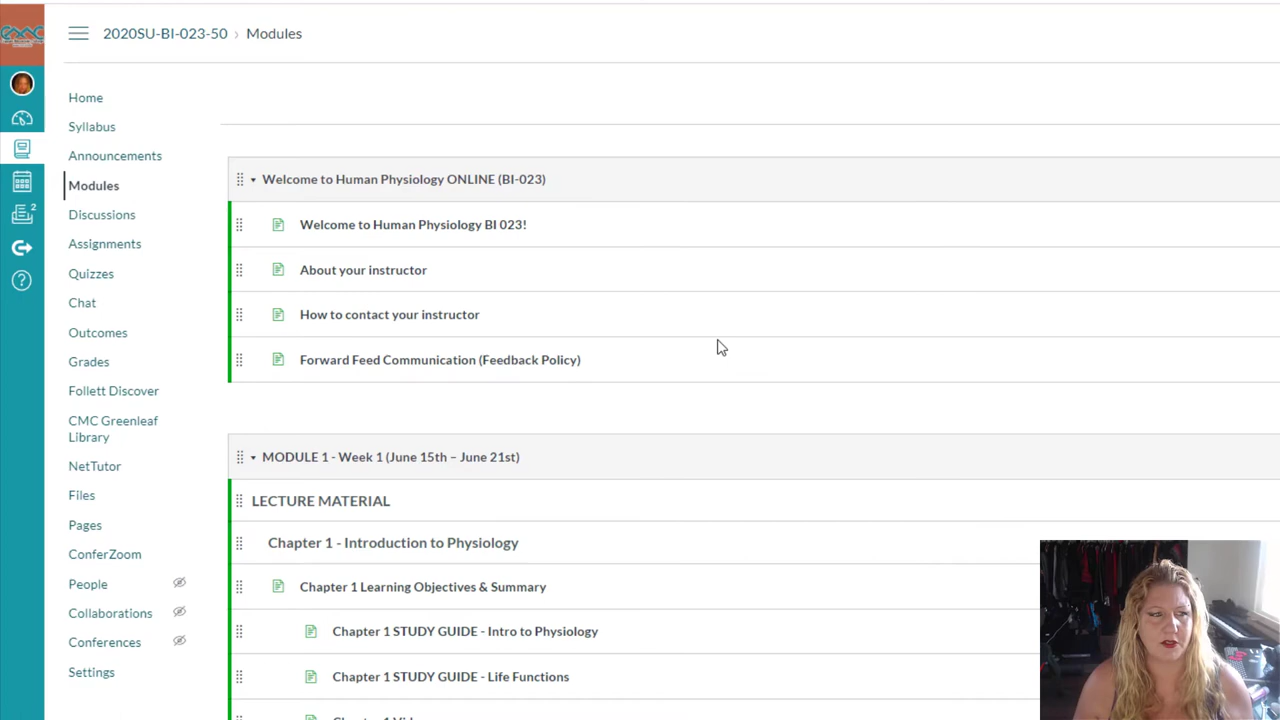 2020SU-BI-023-50 › Modules
Home
Syllabus
Announcements
Modules
Discussions
Assignments
Quizzes
Chat
Outcomes
Grades
Follett Discover
CMC Greenleaf
Library
NetTutor
Files
Pages
ConferZoom
People
Collaborations
Conferences
Settings
2
Welcome to Human Physiology ONLINE (BI-023)
Welcome to Human Physiology BI 023!
About your instructor
How to contact your instructor
Forward Feed Communication (Feedback Policy)
MODULE 1 - Week 1 (June 15th – June 21st)
LECTURE MATERIAL
Chapter 1 - Introduction to Physiology
Chapter 1 Learning Objectives & Summary
Chapter 1 STUDY GUIDE - Intro to Physiology
Chapter 1 STUDY GUIDE - Life Functions